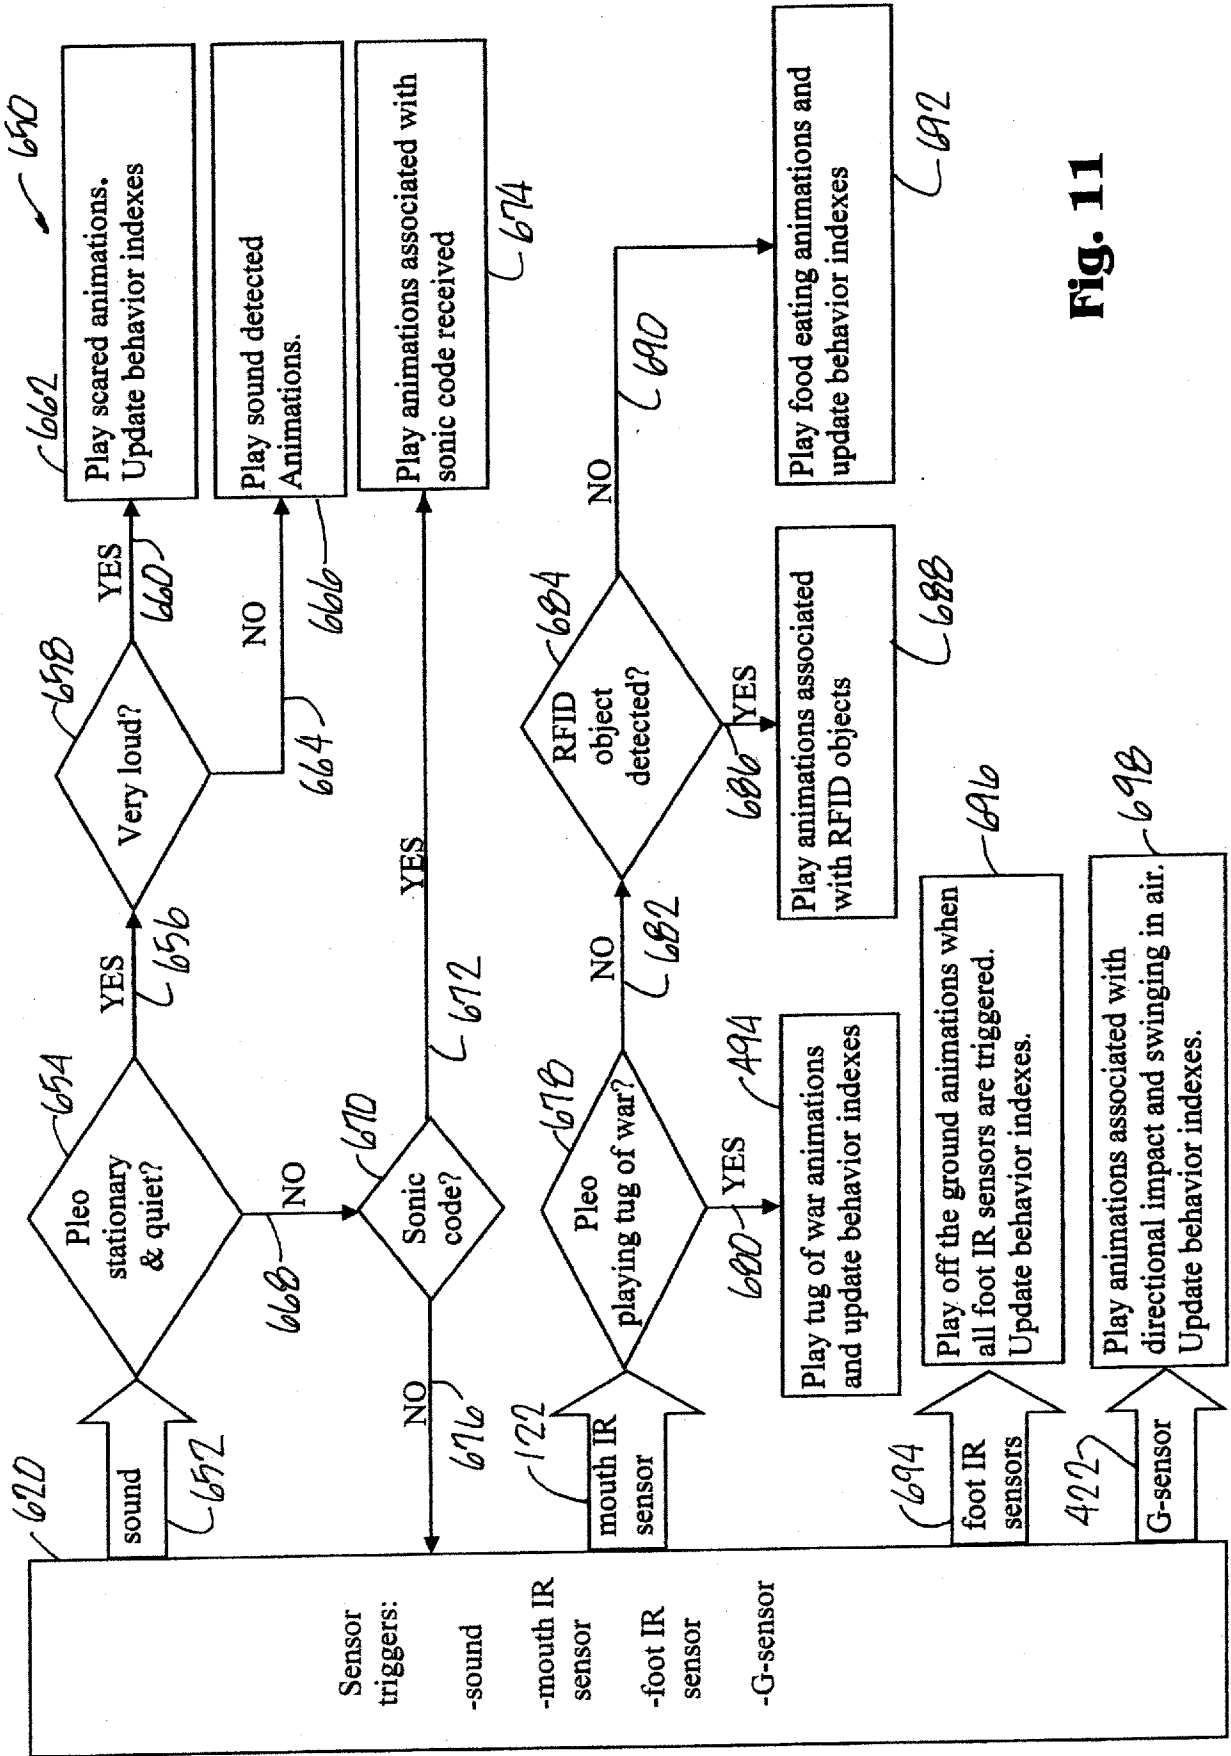 650
620
Sensor
triggers:
-sound
-mouth IR
sensor
-foot IR
sensor
-G-sensor
sound
652
Pleo
stationary
& quiet?
654
YES
656
Very loud?
658
YES
660
Play scared animations.
Update behavior indexes
662
NO
664
Play sound detected
Animations.
666
NO
668
Sonic
code?
670
YES
672
Play animations associated with
sonic code received
674
NO
676
mouth IR
sensor
122
Pleo
playing tug of war?
678
YES
680
Play tug of war animations
and update behavior indexes
494
NO
682
RFID
object
detected?
684
YES
686
Play animations associated
with RFID objects
688
NO
690
Play food eating animations and
update behavior indexes
692
foot IR
sensors
694
Play off the ground animations when
all foot IR sensors are triggered.
Update behavior indexes.
696
G-sensor
422
Play animations associated with
directional impact and swinging in air.
Update behavior indexes.
698
Fig. 11